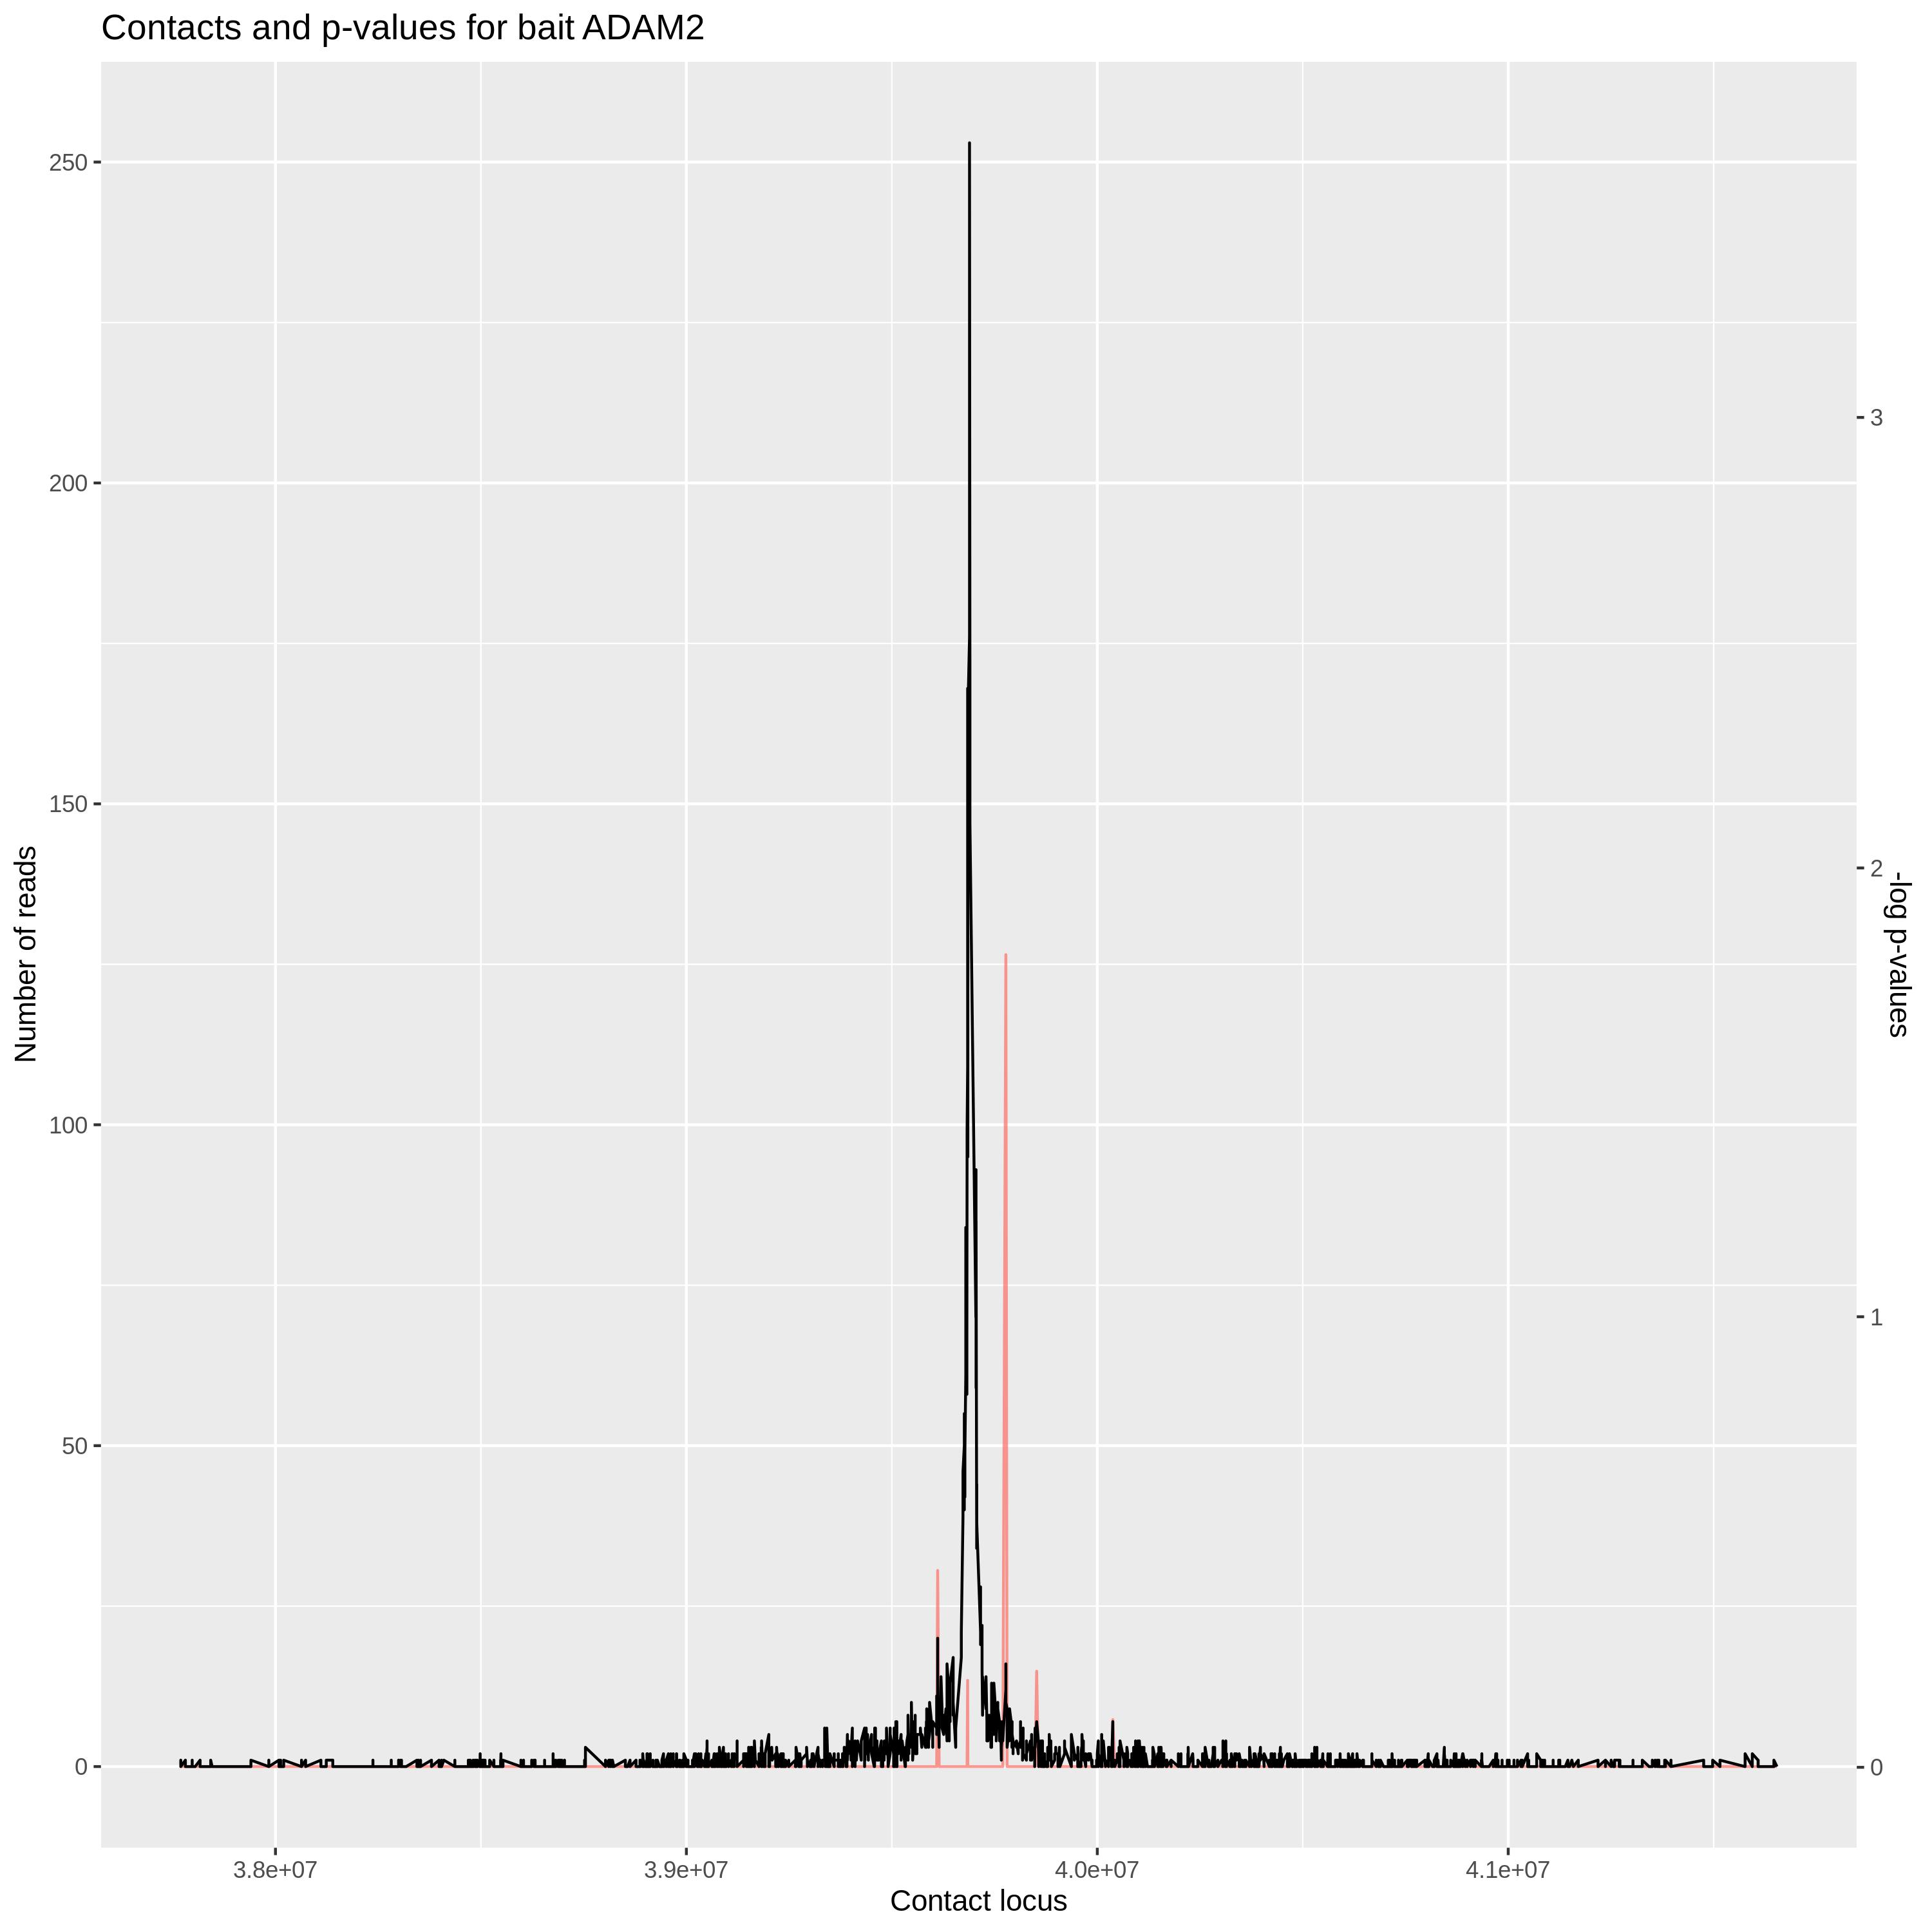 Contacts and p-values for bait ADAM2
250
200
150
100
50
0
Number of reads
3
2
1
0
-log p-values
3.8e+07
3.9e+07
4.0e+07
4.1e+07
Contact locus